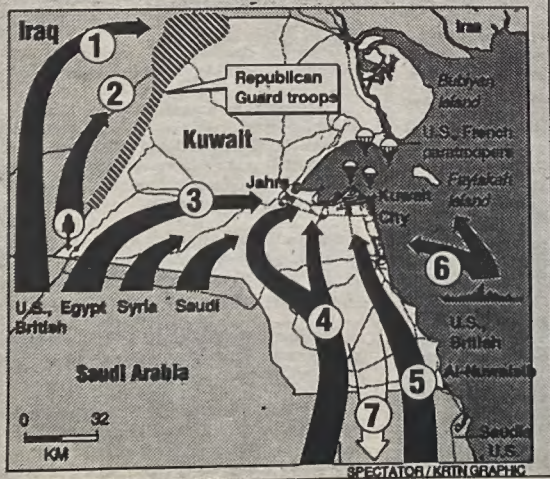 Iraq
Iran
1
2
Republican
Guard troops
Bubiyan
Island
Kuwait
U.S., French
paratroopers
Jahra
3
Kuwait
City
Faylakah
Island
6
U.S.,
British
Egypt
Syria
Saudi
4
U.S.,
British
Saudi Arabia
5
0 32
KM
7
Saudi
U.S.
SPECTATOR / KRTN GRAPHIC